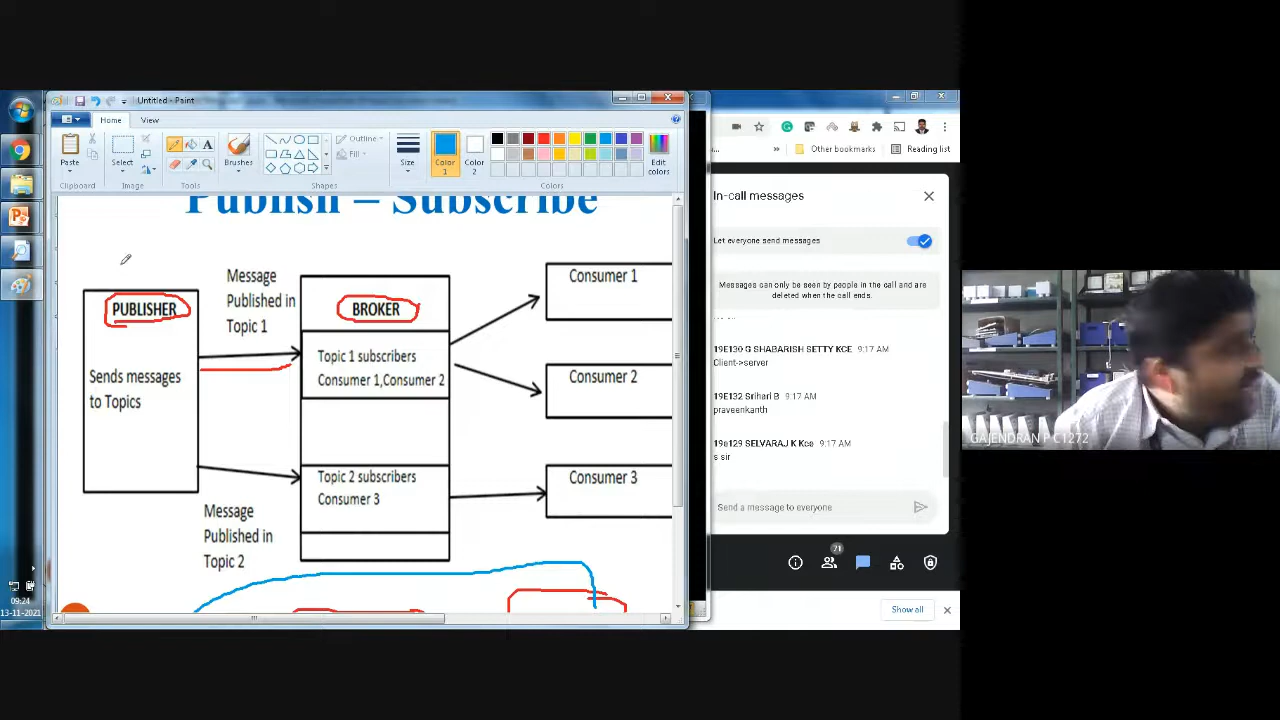 Untitled - Paint
Home
View
Paste
Select
Brushes
Outline
Fill
Size
Color 1
Color 2
Edit colors
Clipboard
Image
Tools
Shapes
Colors
Publish – Subscribe
PUBLISHER
Sends messages
to Topics
Message
Published in
Topic 1
Message
Published in
Topic 2
BROKER
Topic 1 subscribers
Consumer 1,Consumer 2
Topic 2 subscribers
Consumer 3
Consumer 1
Consumer 2
Consumer 3
09:24
13-11-2021
Other bookmarks
Reading list
In-call messages
Let everyone send messages
Messages can only be seen by people in the call and are
deleted when the call ends.
19E130 G SHABARISH SETTY KCE 9:17 AM
Client->server
19E132 Srihari B 9:17 AM
praveenkanth
19e129 SELVARAJ K Kce 9:17 AM
s sir
Send a message to everyone
71
Show all
GAJENDRAN P C1272